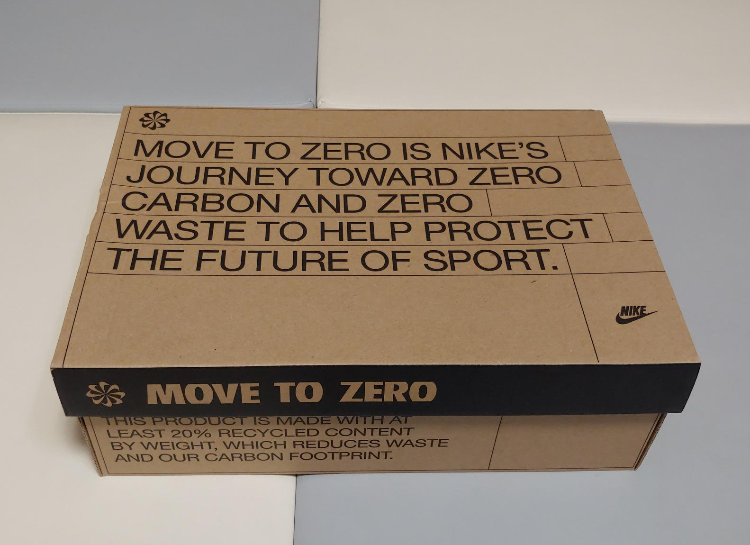 MOVE TO ZERO IS NIKE'S
JOURNEY TOWARD ZERO
CARBON AND ZERO
WASTE TO HELP PROTECT
THE FUTURE OF SPORT.
NIKE
MOVE TO ZERO
THIS PRODUCT IS MADE WITH AT
LEAST 20% RECYCLED CONTENT
BY WEIGHT, WHICH REDUCES WASTE
AND OUR CARBON FOOTPRINT.